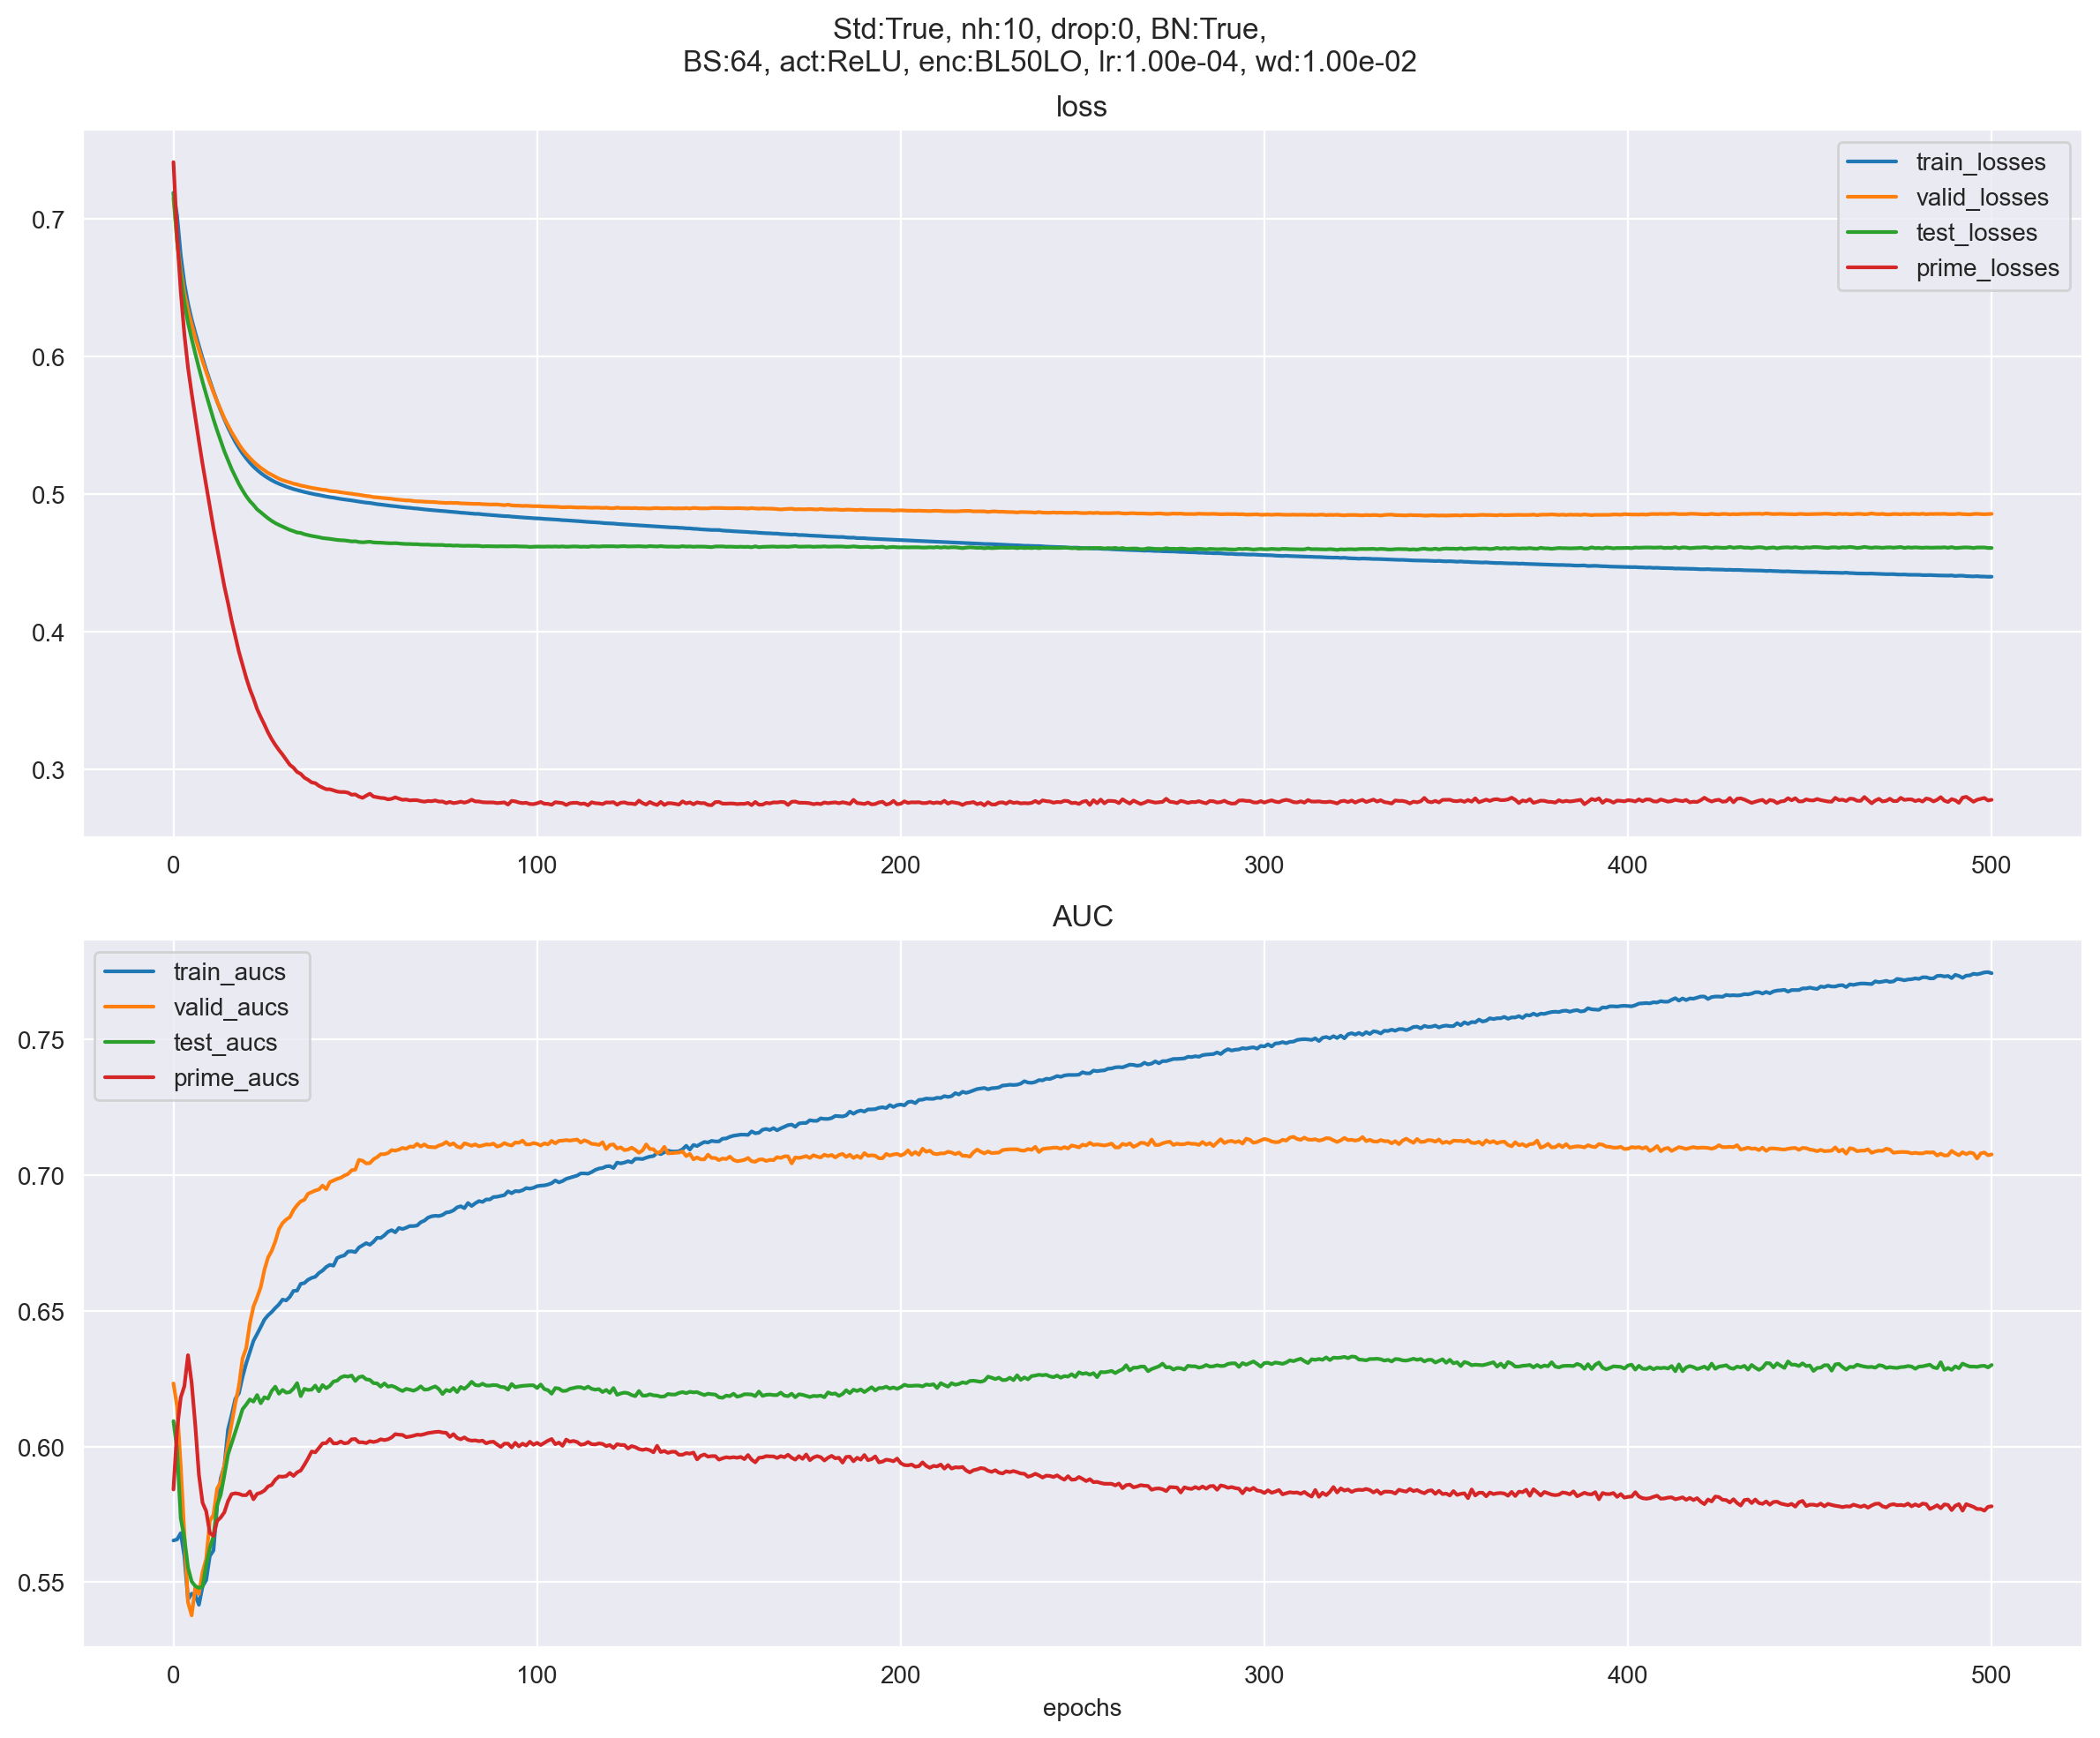 Std:True, nh:10, drop:0, BN:True,
BS:64, act:ReLU, enc:BL50LO, lr:1.00e-04, wd:1.00e-02
loss
train_losses
valid_losses
test_losses
prime_losses
0.7
0.6
0.5
0.4
0.3
0 100 200 300 400 500
AUC
train_aucs
valid_aucs
test_aucs
prime_aucs
0.75
0.70
0.65
0.60
0.55
0 100 200 300 400 500
epochs